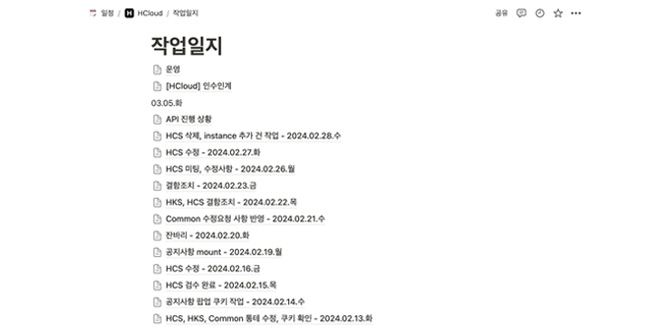 일정 / H HCloud / 작업일지
공유
작업일지
운영
[HCloud] 인수인계
03.05.화
API 진행 상황
HCS 삭제, instance 추가 건 작업 - 2024.02.28.수
HCS 수정 - 2024.02.27.화
HCS 미팅, 수정사항 - 2024.02.26.월
결함조치 - 2024.02.23.금
HKS, HCS 결함조치 - 2024.02.22.목
Common 수정요청 사항 반영 - 2024.02.21.수
잔바리 - 2024.02.20.화
공지사항 mount - 2024.02.19.월
HCS 수정 - 2024.02.16.금
HCS 검수 완료 - 2024.02.15.목
공지사항 팝업 쿠키 작업 - 2024.02.14.수
HCS, HKS, Common 통테 수정, 쿠키 확인 - 2024.02.13.화